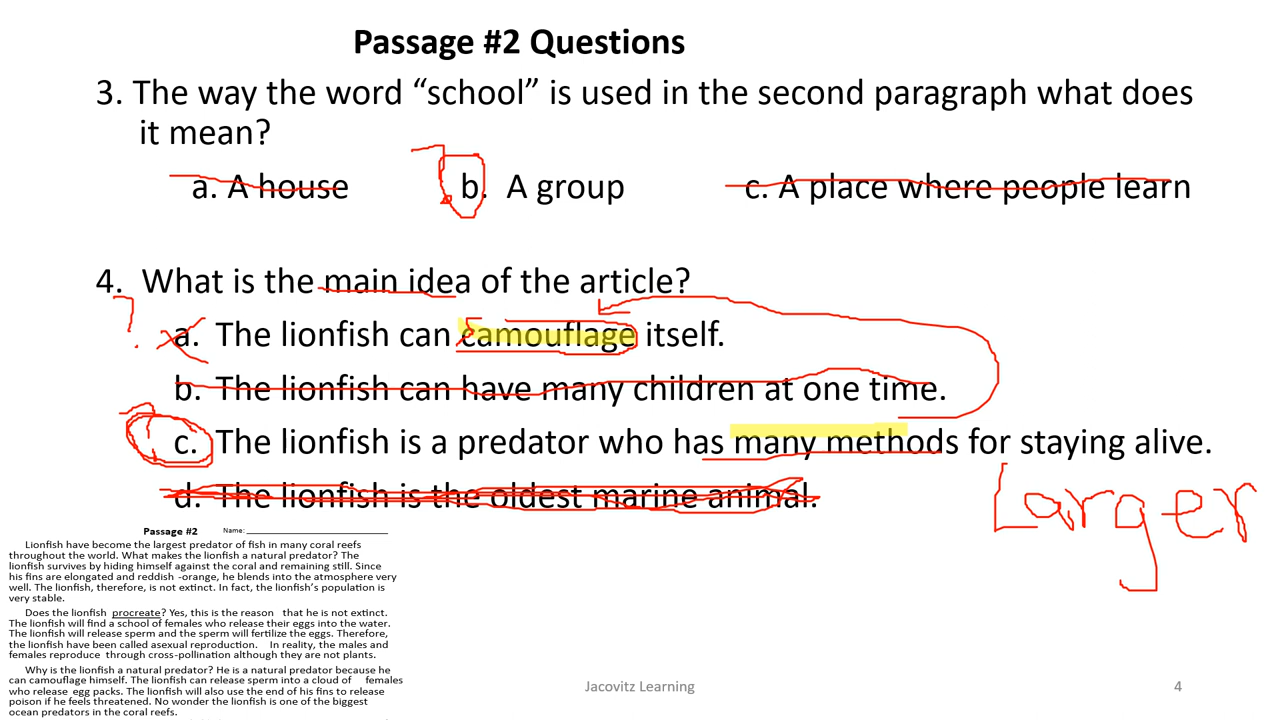 Passage #2 Questions
3. The way the word “school” is used in the second paragraph what does
it mean?
a. A house b. A group c. A place where people learn
4. What is the main idea of the article?
?
a. The lionfish can camouflage itself.
b. The lionfish can have many children at one time.
c. The lionfish is a predator who has many methods for staying alive.
d. The lionfish is the oldest marine animal.
Larger
Passage #2 Name:
Lionfish have become the largest predator of fish in many coral reefs
throughout the world. What makes the lionfish a natural predator? The
lionfish survives by hiding himself against the coral and remaining still. Since
his fins are elongated and reddish -orange, he blends into the atmosphere very
well. The lionfish, therefore, is not extinct. In fact, the lionfish’s population is
very stable.
Does the lionfish procreate? Yes, this is the reason that he is not extinct.
The lionfish will find a school of females who release their eggs into the water.
The lionfish will release sperm and the sperm will fertilize the eggs. Therefore,
the lionfish have been called asexual reproduction. In reality, the males and
females reproduce through cross-pollination although they are not plants.
Why is the lionfish a natural predator? He is a natural predator because he
can camouflage himself. The lionfish can release sperm into a cloud of females
who release egg packs. The lionfish will also use the end of his fins to release
poison if he feels threatened. No wonder the lionfish is one of the biggest
ocean predators in the coral reefs.
Jacovitz Learning
4